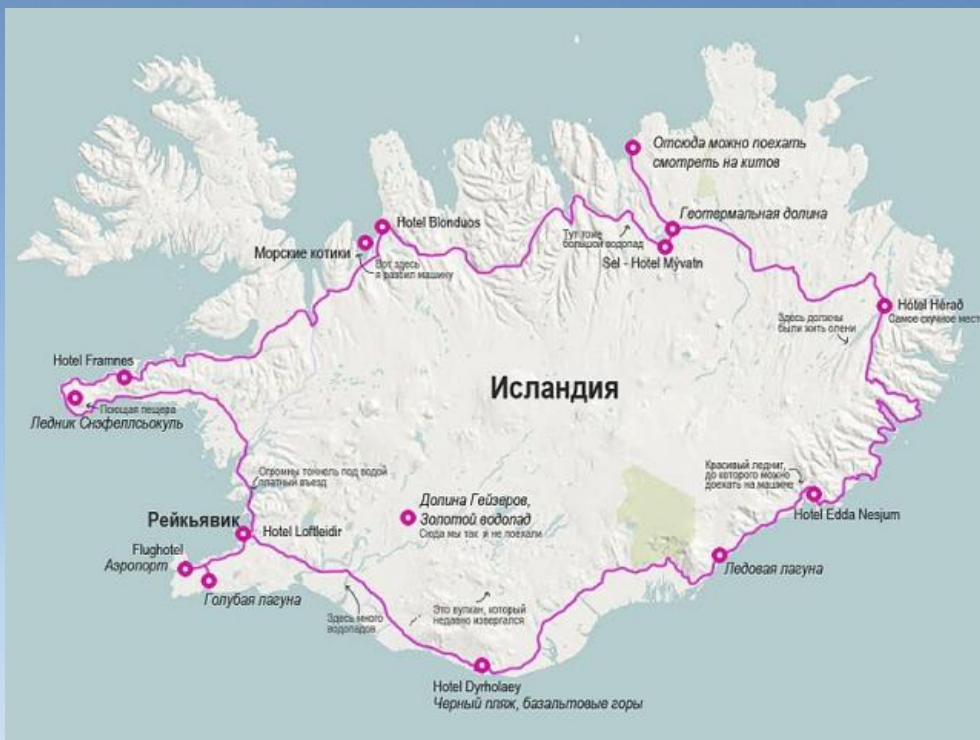 Отсюда можно поехать
смотреть на китов
Геотермальная долина
Hotel Blonduos
Морские котики
Вот здесь
я разбил машину
Тут тоже
большой водопад
Sel - Hotel Mývatn
Hótel Hérað
Самое скучное мест
Здесь должны
были жить олени
Hotel Framnes
Поющая пещера
Ледник Снэфеллсьокуль
Исландия
Огромны тоннель под водой
платный въезд
Красивый ледниг,
до которого можно
доехать на машине
Hotel Edda Nesjum
Долина Гейзеров,
Золотой водопад
Сюда мы так и не поехали
Рейкьявик
Hotel Loftleidir
Flughotel
Аэропорт
Голубая лагуна
Ледовая лагуна
Здесь много
водопадов
Это вулкан, который
недавно извергался
Hotel Dyrholaey
Черный пляж, базальтовые горы